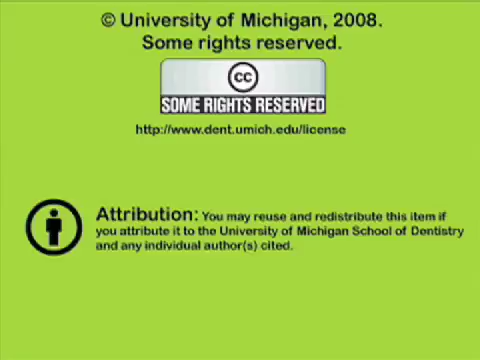 © University of Michigan, 2008.
Some rights reserved.
cc
SOME RIGHTS RESERVED
http://www.dent.umich.edu/license
Attribution: You may reuse and redistribute this item if
you attribute it to the University of Michigan School of Dentistry
and any individual author(s) cited.